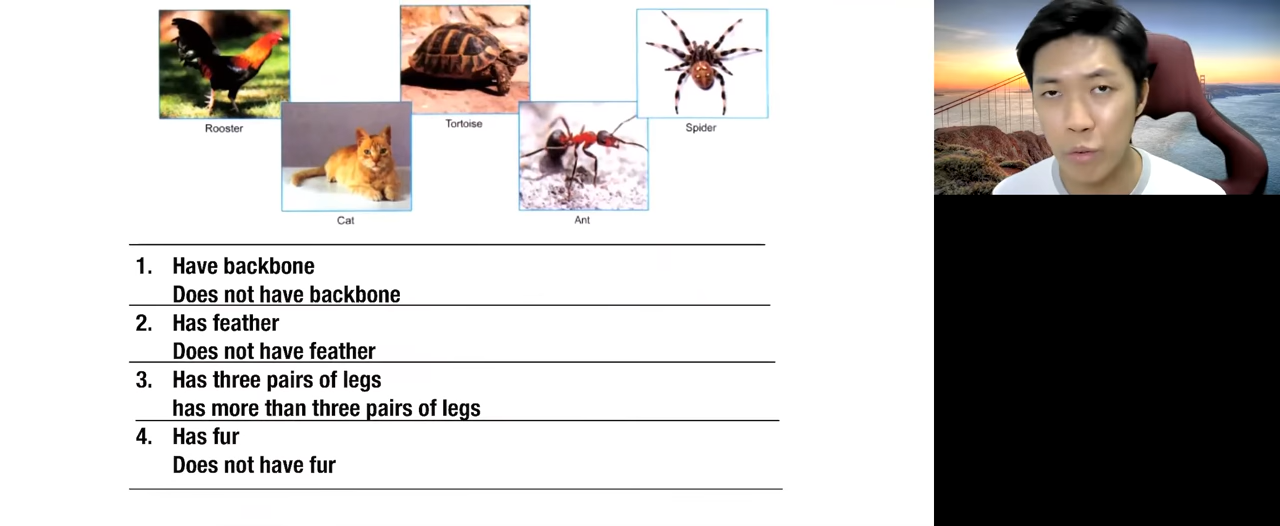 Rooster
Tortoise
Spider
Cat
Ant
1. Have backbone
Does not have backbone
2. Has feather
Does not have feather
3. Has three pairs of legs
has more than three pairs of legs
4. Has fur
Does not have fur